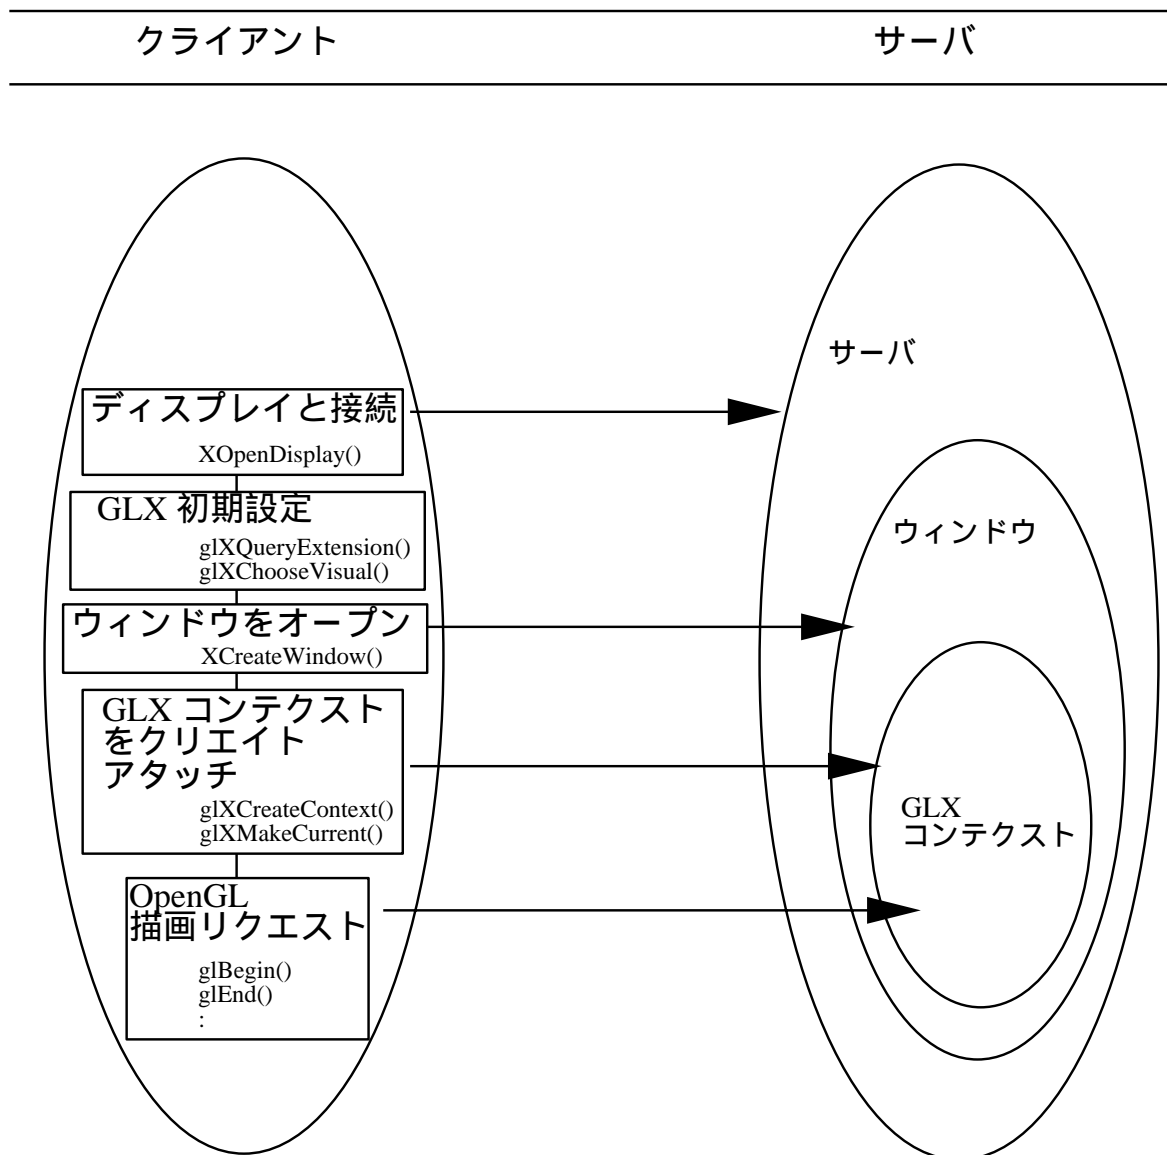 クライアント
サーバ
ディスプレイと接続
XOpenDisplay()
GLX 初期設定
glXQueryExtension()
glXChooseVisual()
ウィンドウをオープン
XCreateWindow()
GLX コンテクスト
をクリエイト
アタッチ
glXCreateContext()
glXMakeCurrent()
OpenGL
描画リクエスト
glBegin()
glEnd()
:
サーバ
ウィンドウ
GLX
コンテクスト